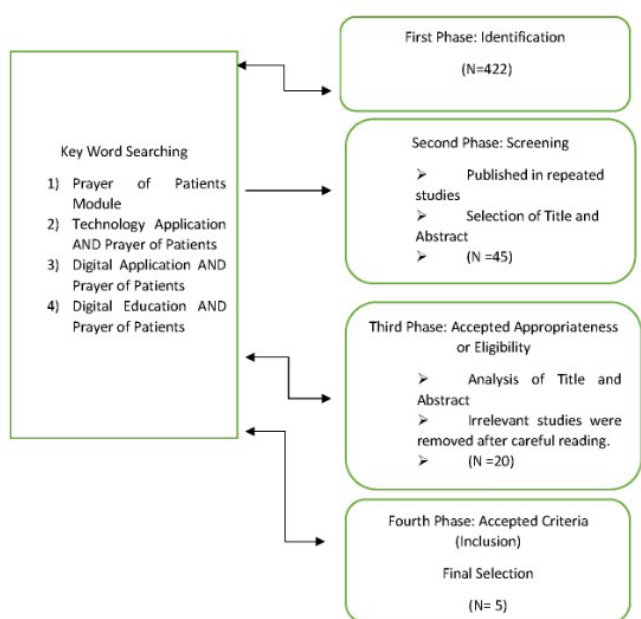 Key Word Searching
1) Prayer of Patients
Module
2) Technology Application
AND Prayer of Patients
3) Digital Application AND
Prayer of Patients
4) Digital Education AND
Prayer of Patients
First Phase: Identification
(N=422)
Second Phase: Screening
➤ Published in repeated
studies
➤ Selection of Title and
Abstract
➤ (N =45)
Third Phase: Accepted Appropriateness
or Eligibility
➤ Analysis of Title and
Abstract
➤ Irrelevant studies were
removed after careful reading.
➤ (N =20)
Fourth Phase: Accepted Criteria
(Inclusion)
Final Selection
(N= 5)